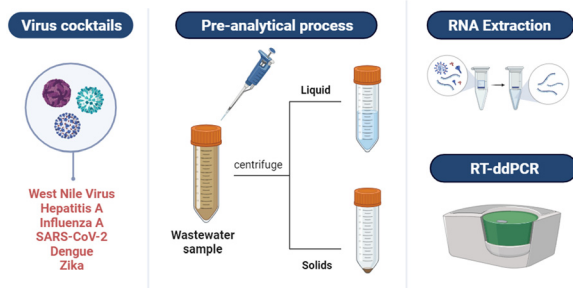 Virus cocktails
West Nile Virus
Hepatitis A
Influenza A
SARS-CoV-2
Dengue
Zika
Pre-analytical process
Wastewater
sample
centrifuge
Liquid
Solids
RNA Extraction
RT-ddPCR